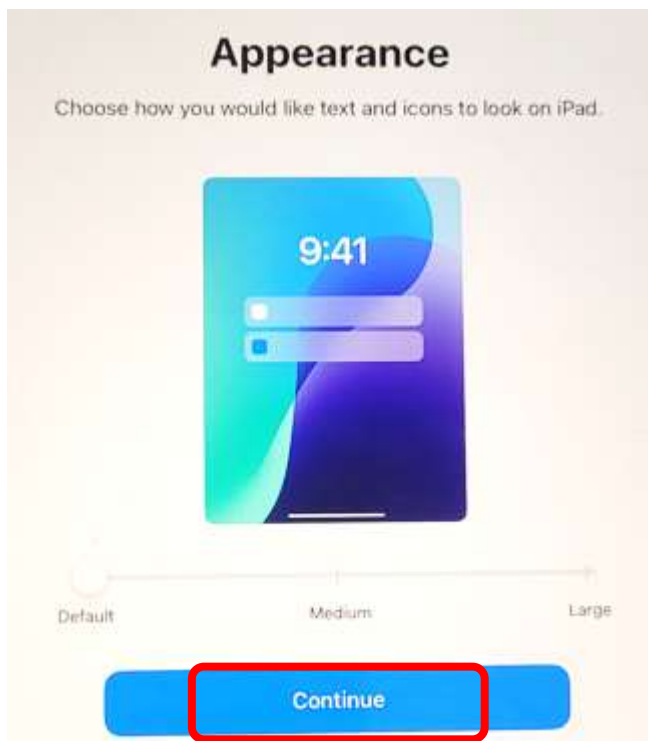 Appearance
Choose how you would like text and icons to look on iPad.
9:41
Default Medium Large
Continue